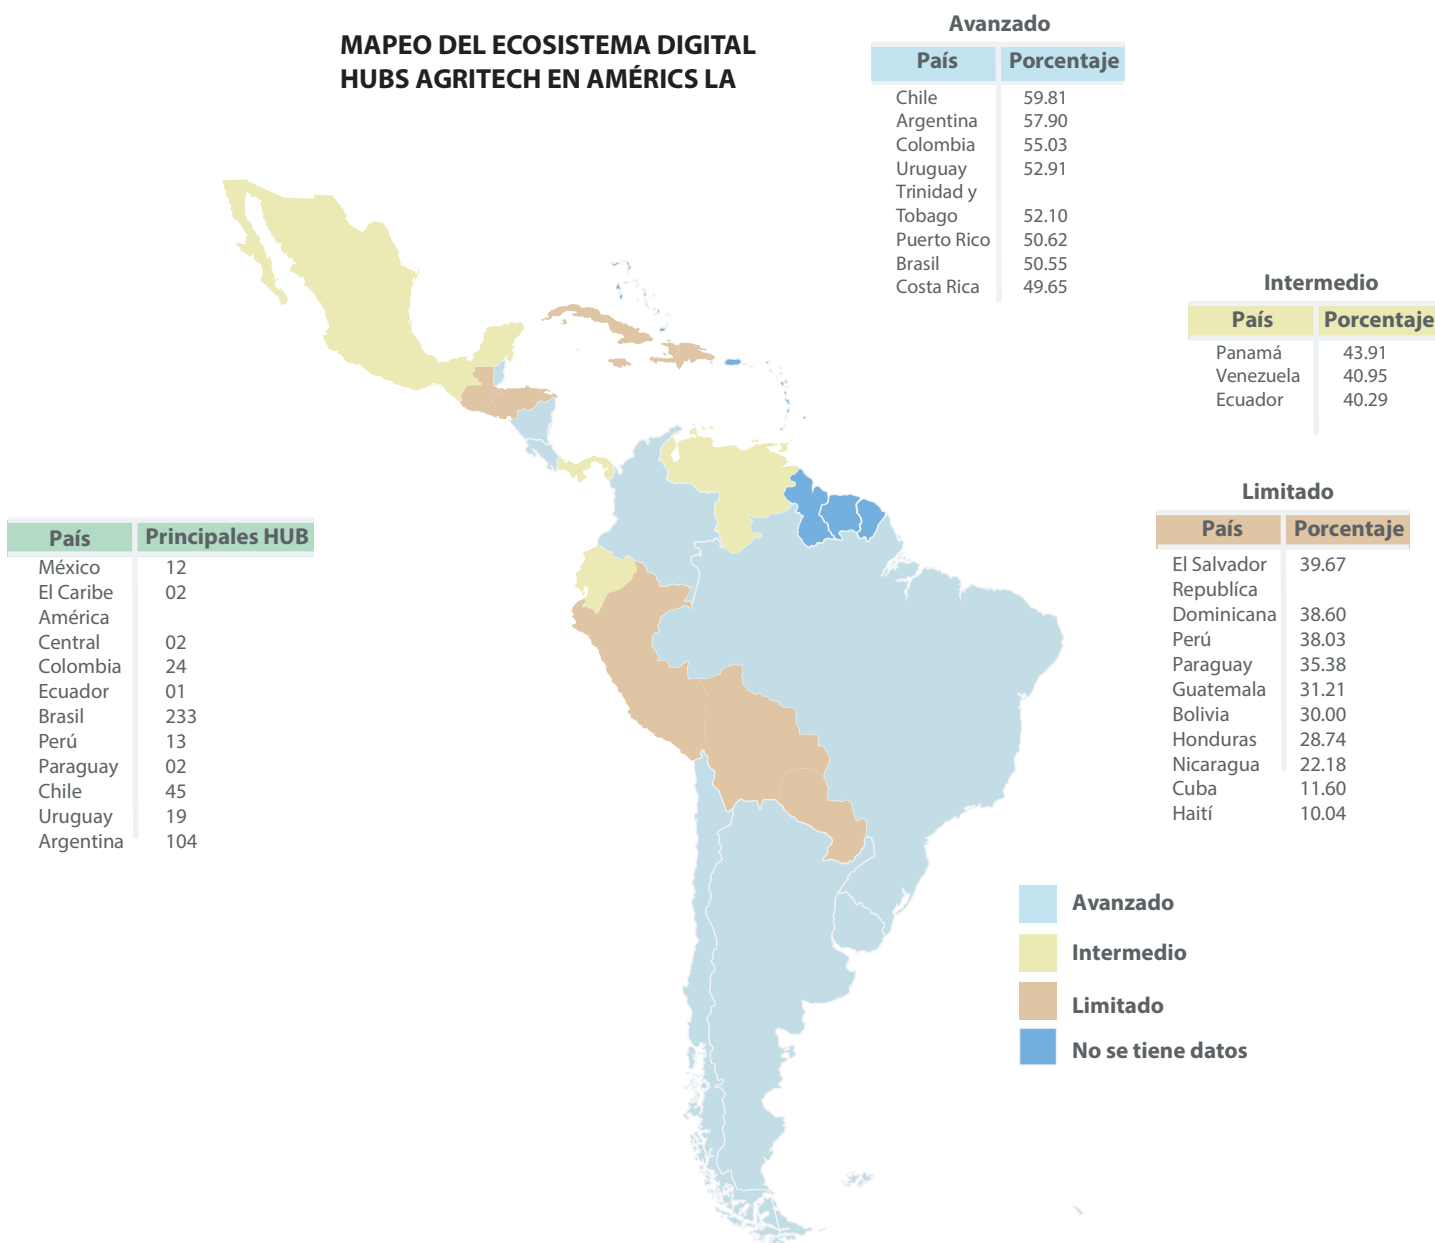 MAPEO DEL ECOSISTEMA DIGITAL
HUBS AGRITECH EN AMÉRICS LA
Avanzado
País Porcentaje
Chile 59.81
Argentina 57.90
Colombia 55.03
Uruguay 52.91
Trinidad y
Tobago 52.10
Puerto Rico 50.62
Brasil 50.55
Costa Rica 49.65
Intermedio
País Porcentaje
Panamá 43.91
Venezuela 40.95
Ecuador 40.29
Limitado
País Porcentaje
El Salvador 39.67
Republíca
Dominicana 38.60
Perú 38.03
Paraguay 35.38
Guatemala 31.21
Bolivia 30.00
Honduras 28.74
Nicaragua 22.18
Cuba 11.60
Haití 10.04
País Principales HUB
México 12
El Caribe 02
América
Central 02
Colombia 24
Ecuador 01
Brasil 233
Perú 13
Paraguay 02
Chile 45
Uruguay 19
Argentina 104
Avanzado
Intermedio
Limitado
No se tiene datos